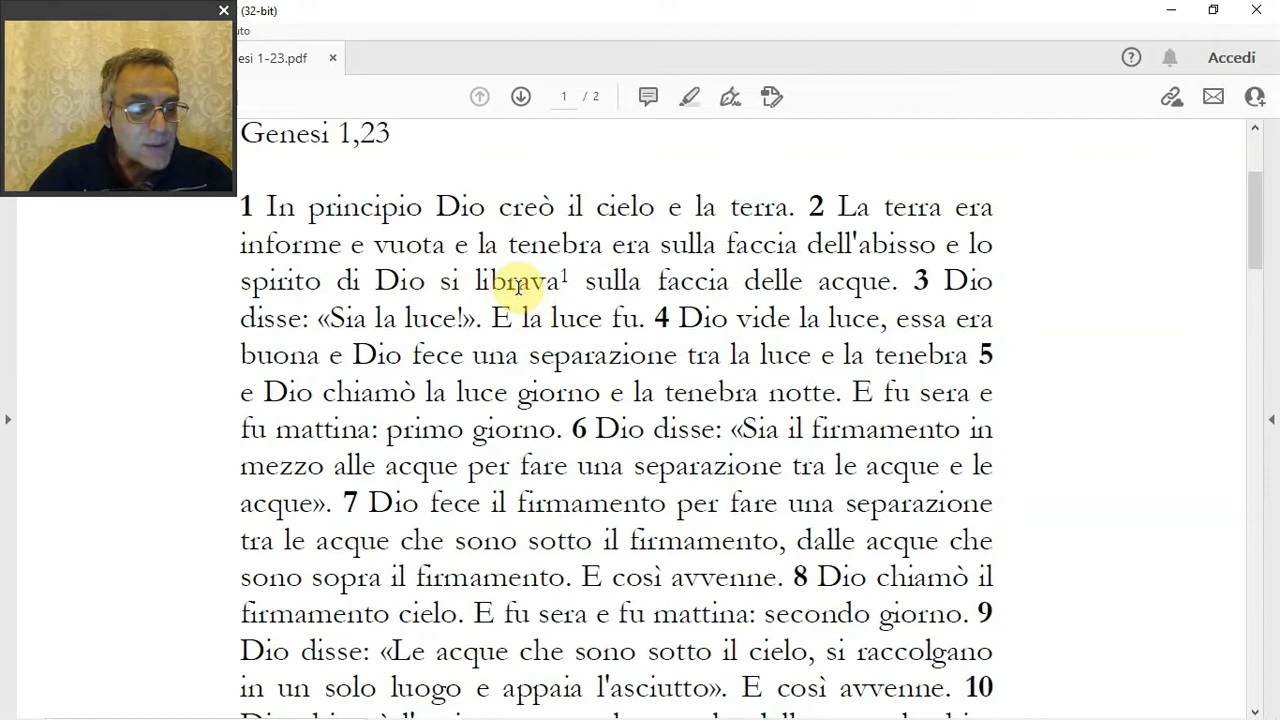 (32-bit)
uto
esi 1-23.pdf
Accedi
1 / 2
Genesi 1,23
1 In principio Dio creò il cielo e la terra. 2 La terra era
informe e vuota e la tenebra era sulla faccia dell'abisso e lo
spirito di Dio si librava¹ sulla faccia delle acque. 3 Dio
disse: «Sia la luce!». E la luce fu. 4 Dio vide la luce, essa era
buona e Dio fece una separazione tra la luce e la tenebra 5
e Dio chiamò la luce giorno e la tenebra notte. E fu sera e
fu mattina: primo giorno. 6 Dio disse: «Sia il firmamento in
mezzo alle acque per fare una separazione tra le acque e le
acque». 7 Dio fece il firmamento per fare una separazione
tra le acque che sono sotto il firmamento, dalle acque che
sono sopra il firmamento. E così avvenne. 8 Dio chiamò il
firmamento cielo. E fu sera e fu mattina: secondo giorno. 9
Dio disse: «Le acque che sono sotto il cielo, si raccolgano
in un solo luogo e appaia l'asciutto». E così avvenne. 10